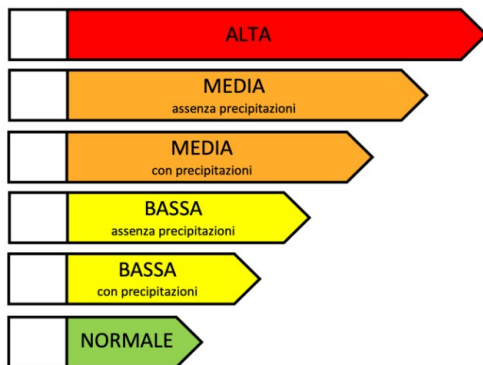 ALTA
MEDIA
assenza precipitazioni
MEDIA
con precipitazioni
BASSA
assenza precipitazioni
BASSA
con precipitazioni
NORMALE